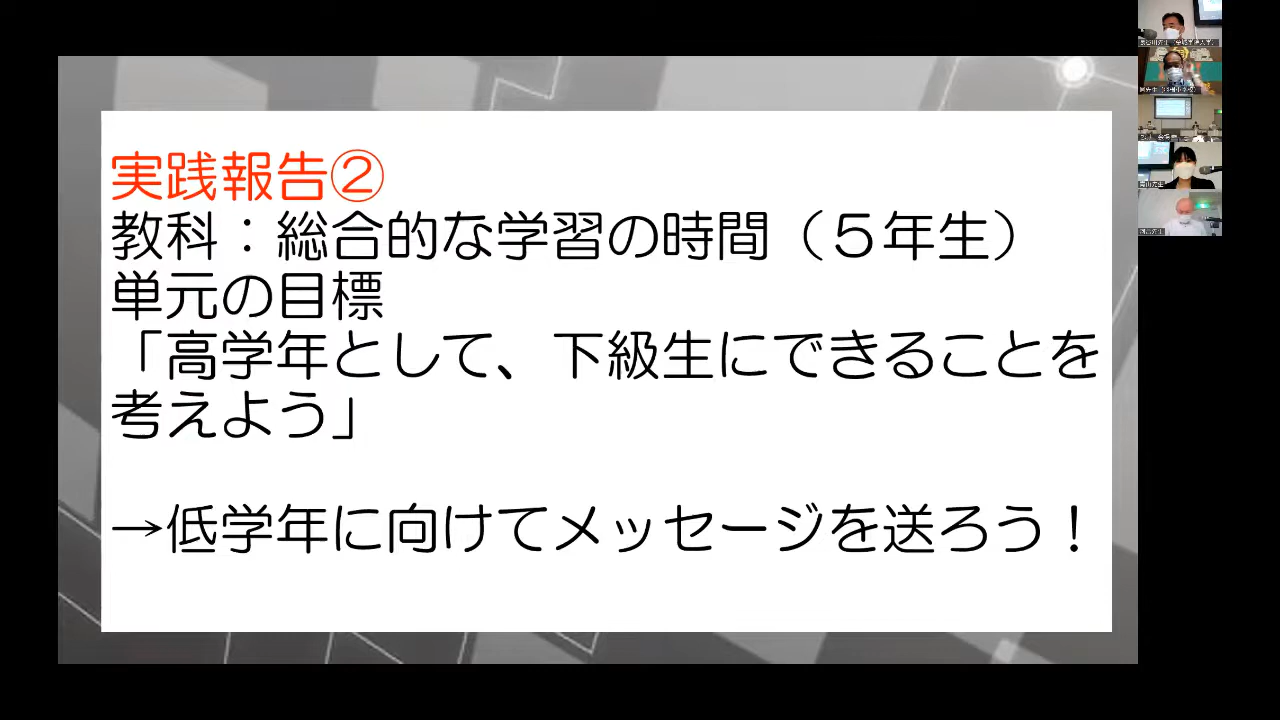 実践報告②
教科：総合的な学習の時間（５年生）
単元の目標
「高学年として、下級生にできることを
考えよう」
→低学年に向けてメッセージを送ろう！